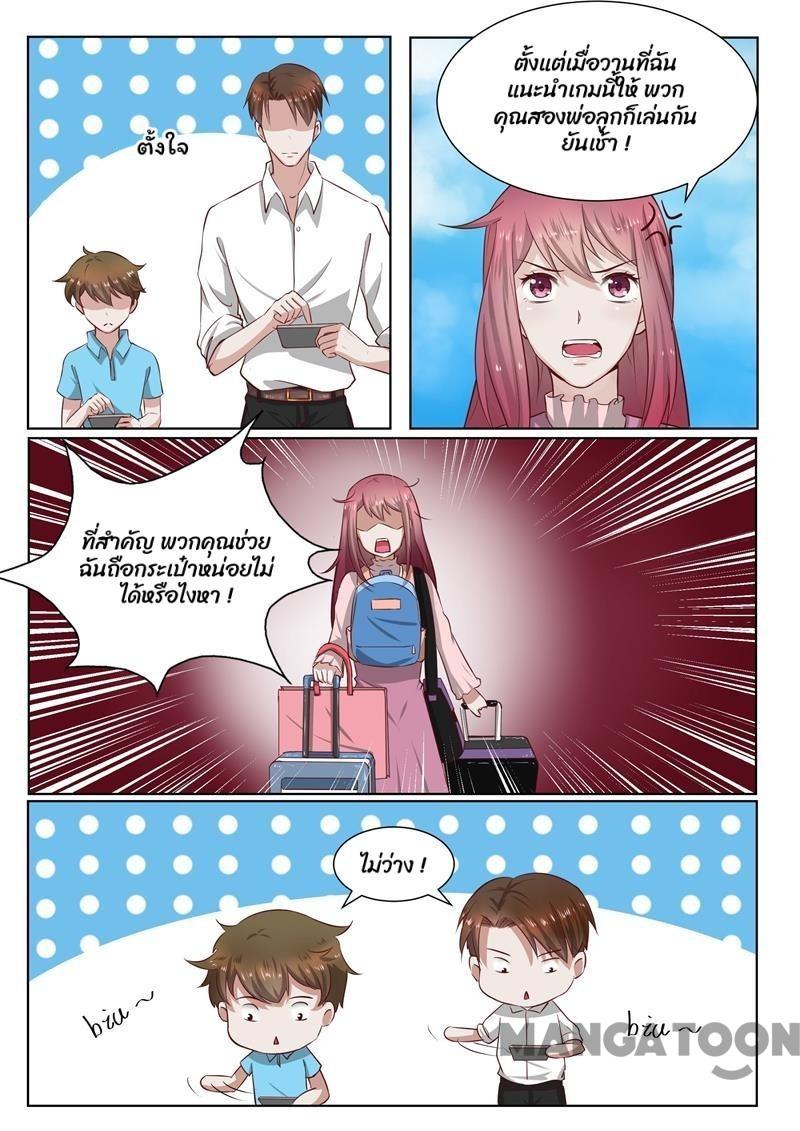 ตั้งใจ
ตั้งแต่เมื่อวานที่ฉัน
แนะนำเกมนี้ให้ พวก
คุณสองพ่อลูกก็เล่นกัน
ยันเช้า !
ที่สำคัญ พวกคุณช่วย
ฉันถือกระเป๋าหน่อยไม่
ได้หรือไงหา !
ไม่ว่าง !
biu ~
biu ~
MANGATOON